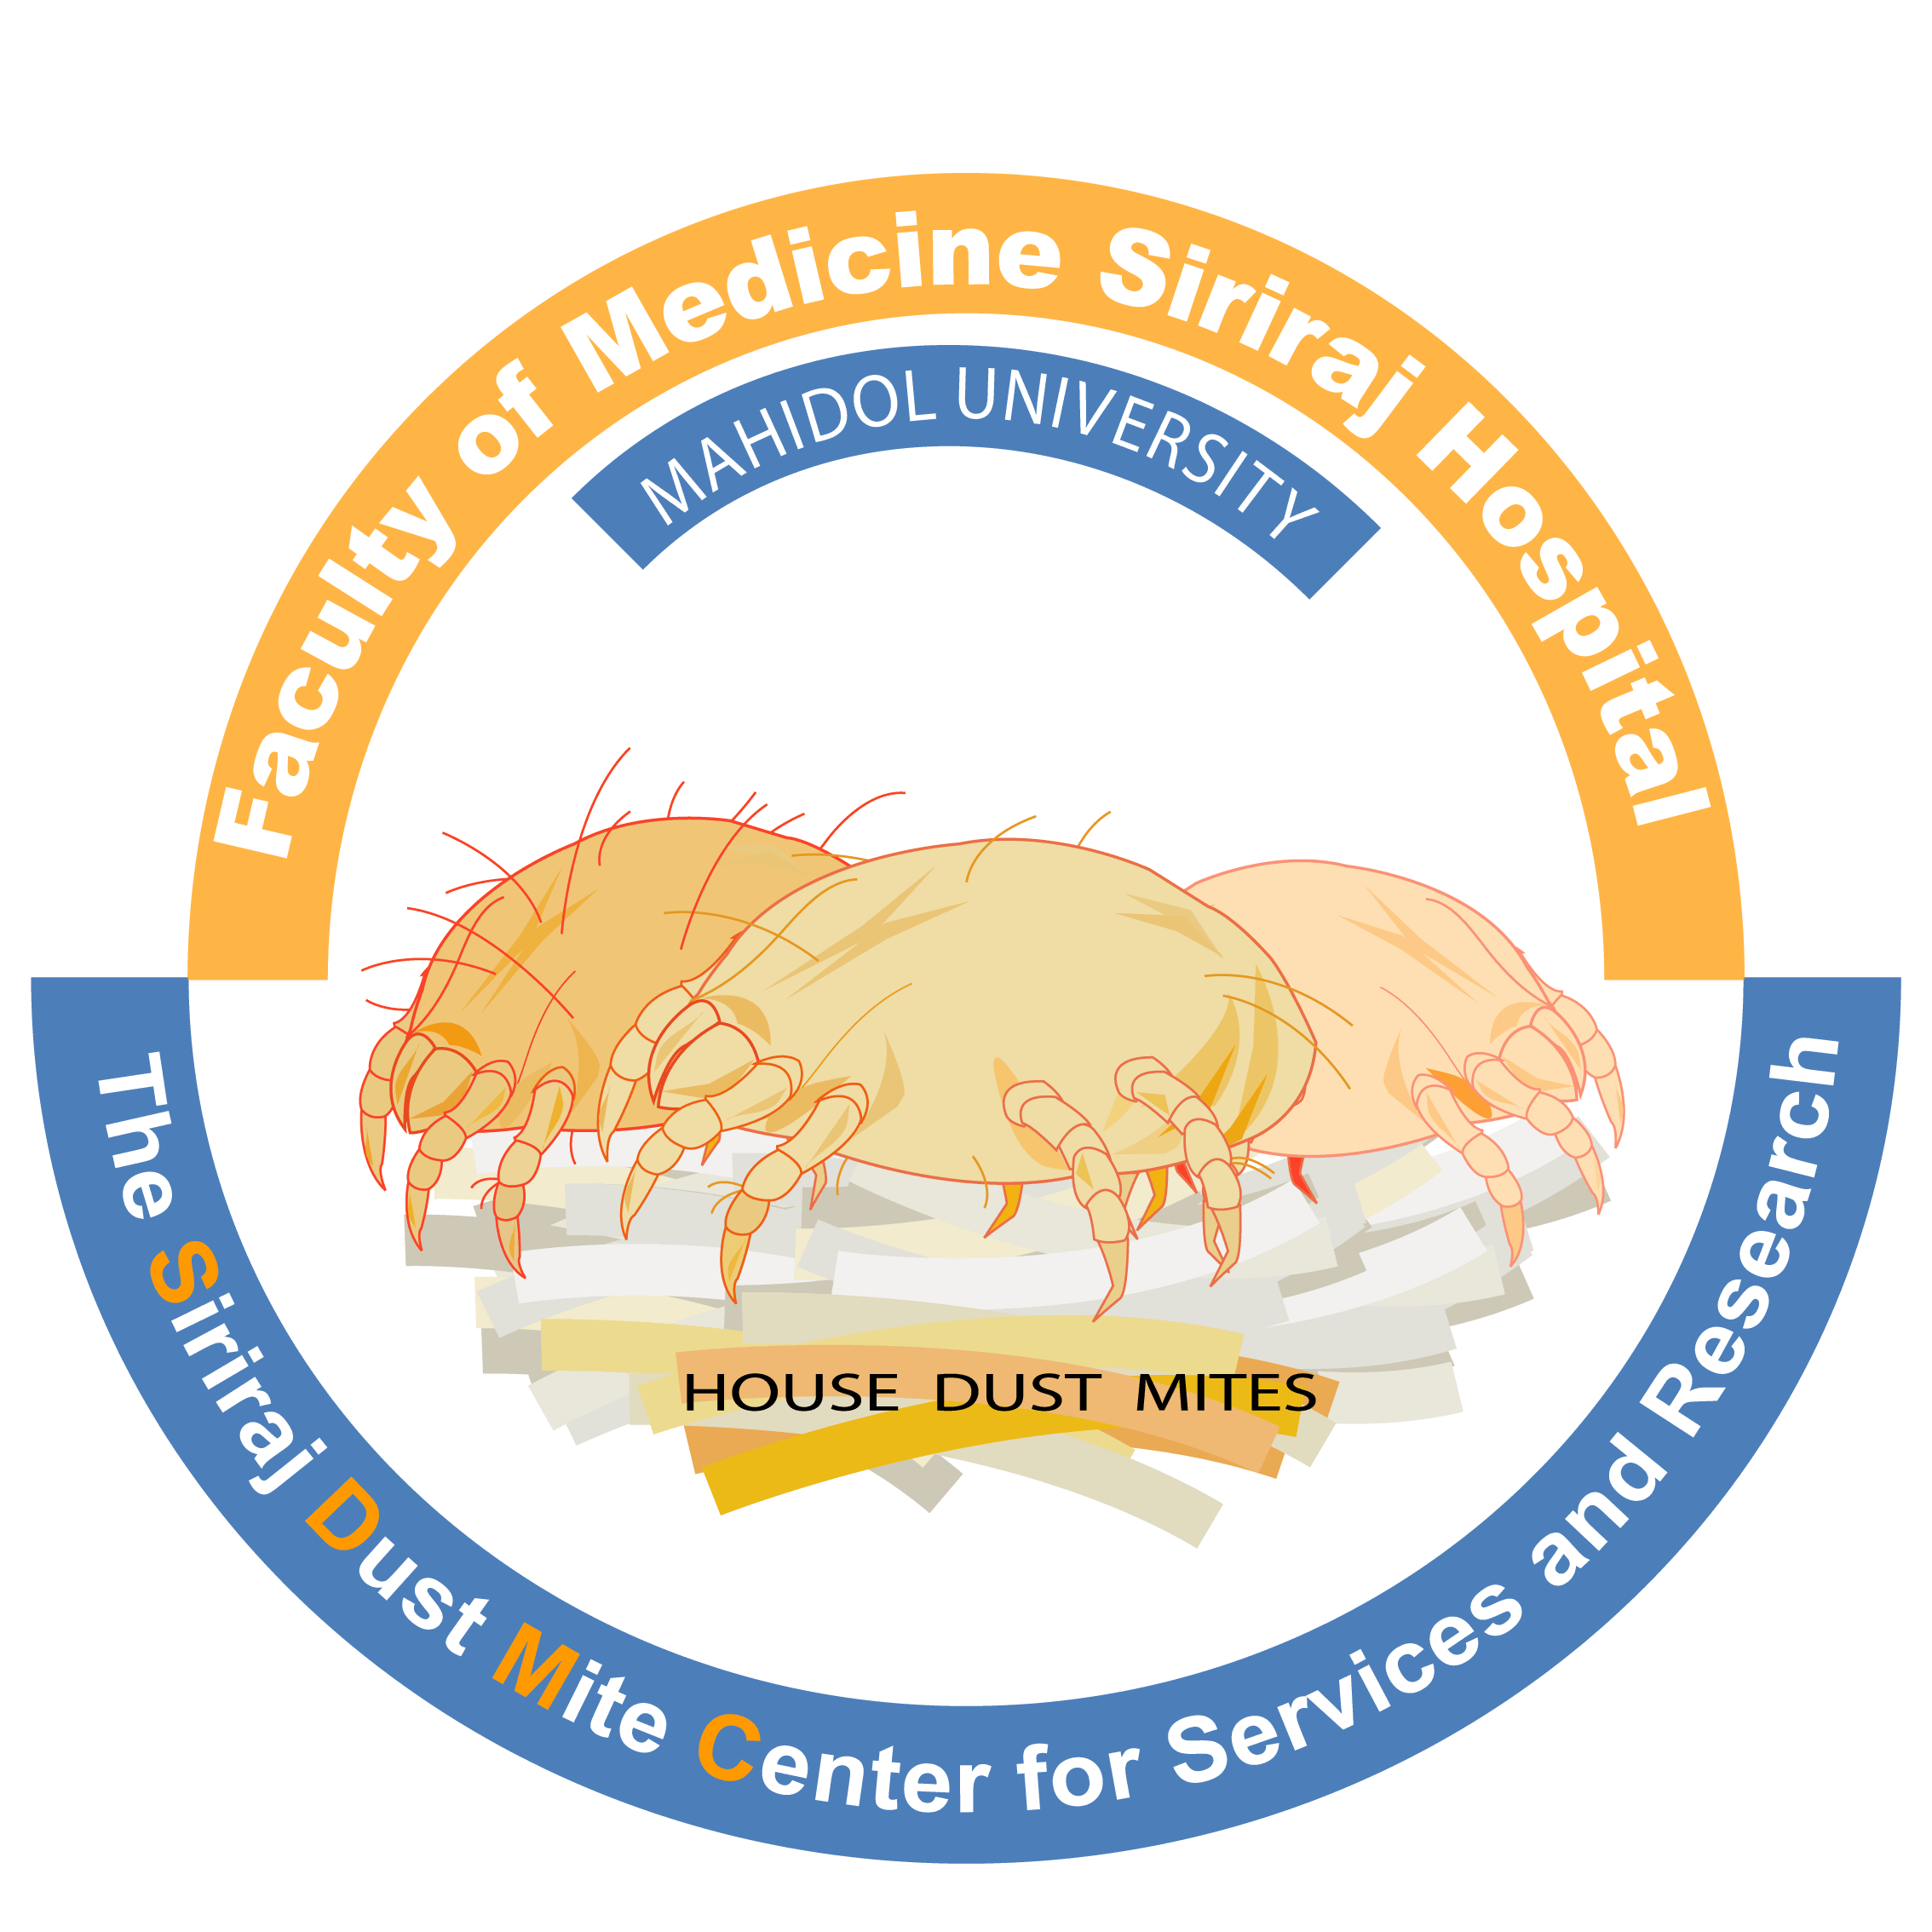 Faculty of Medicine Siriraj Hospital
MAHIDOL UNIVERSITY
HOUSE DUST MITES
The Siriraj Dust Mite Center for Services and Research